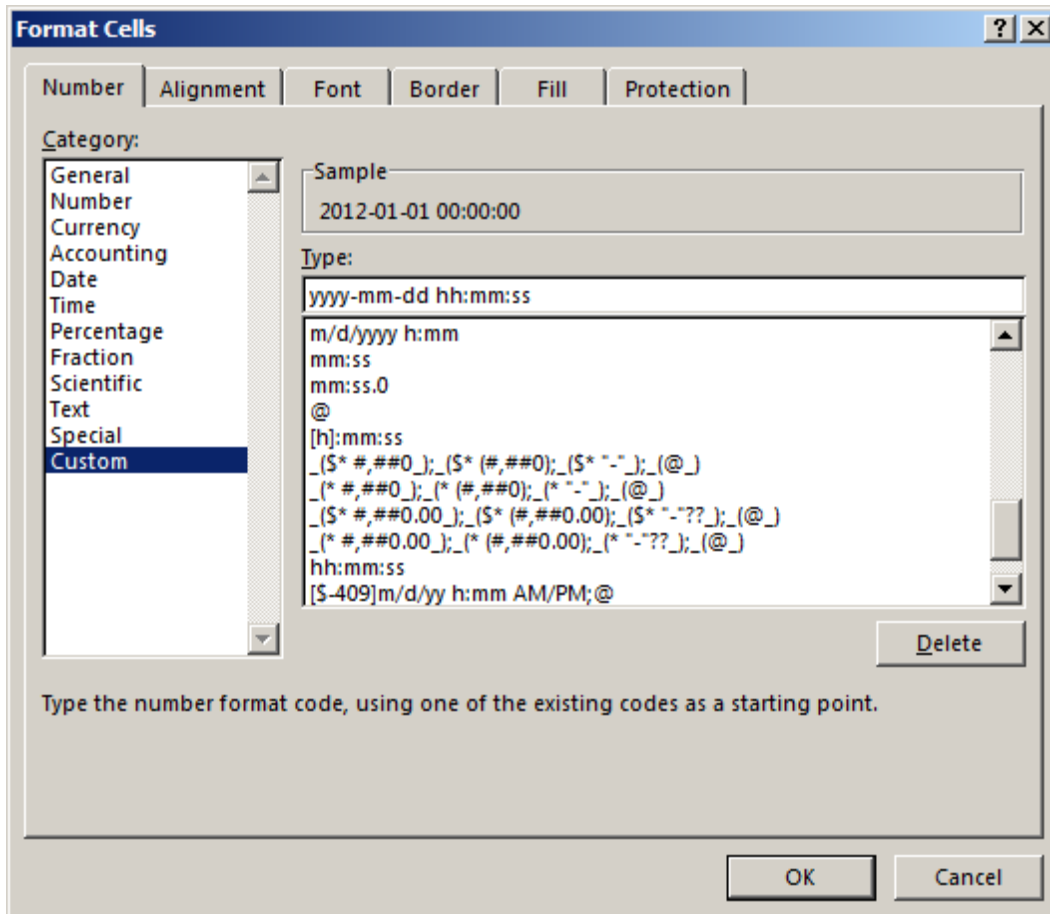 Format Cells
Number Alignment Font Border Fill Protection
Category:
General
Number
Currency
Accounting
Date
Time
Percentage
Fraction
Scientific
Text
Special
Custom
Sample
2012-01-01 00:00:00
Type:
yyyy-mm-dd hh:mm:ss
m/d/yyyy h:mm
mm:ss
mm:ss.0
@
[h]:mm:ss
_($* #,##0_);_($* (#,##0);_($* "-"_);_(@_)
_(* #,##0_);_(* (#,##0);_(* "-"_);_(@_)
_($* #,##0.00_);_($* (#,##0.00);_($* "-"??_);_(@_)
_(* #,##0.00_);_(* (#,##0.00);_(* "-"??_);_(@_)
hh:mm:ss
[$-409]m/d/yy h:mm AM/PM;@
Delete
Type the number format code, using one of the existing codes as a starting point.
OK Cancel